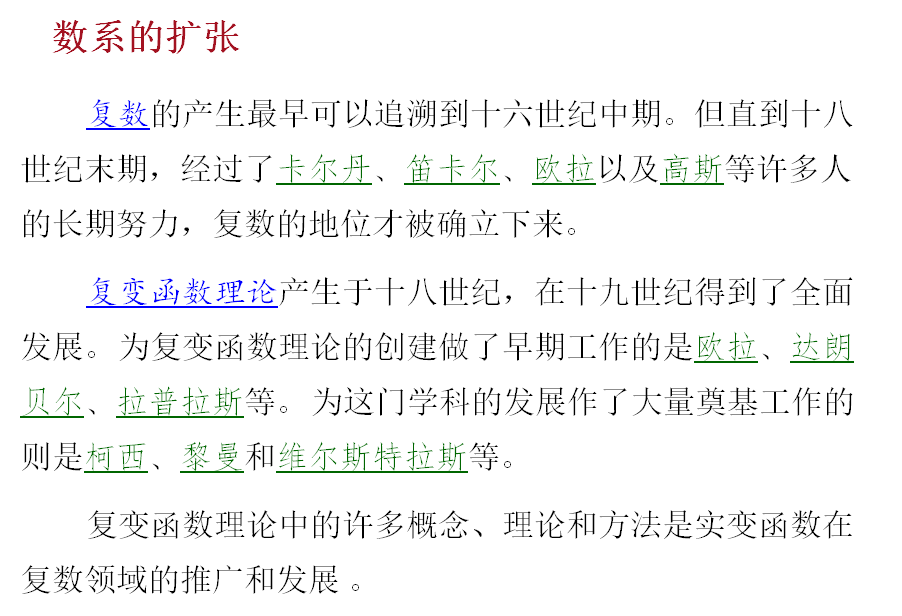 数系的扩张
复数的产生最早可以追溯到十六世纪中期。但直到十八
世纪末期，经过了卡尔丹、笛卡尔、欧拉以及高斯等许多人
的长期努力，复数的地位才被确立下来。
复变函数理论产生于十八世纪，在十九世纪得到了全面
发展。为复变函数理论的创建做了早期工作的是欧拉、达朗
贝尔、拉普拉斯等。为这门学科的发展作了大量奠基工作的
则是柯西、黎曼和维尔斯特拉斯等。
复变函数理论中的许多概念、理论和方法是实变函数在
复数领域的推广和发展 。